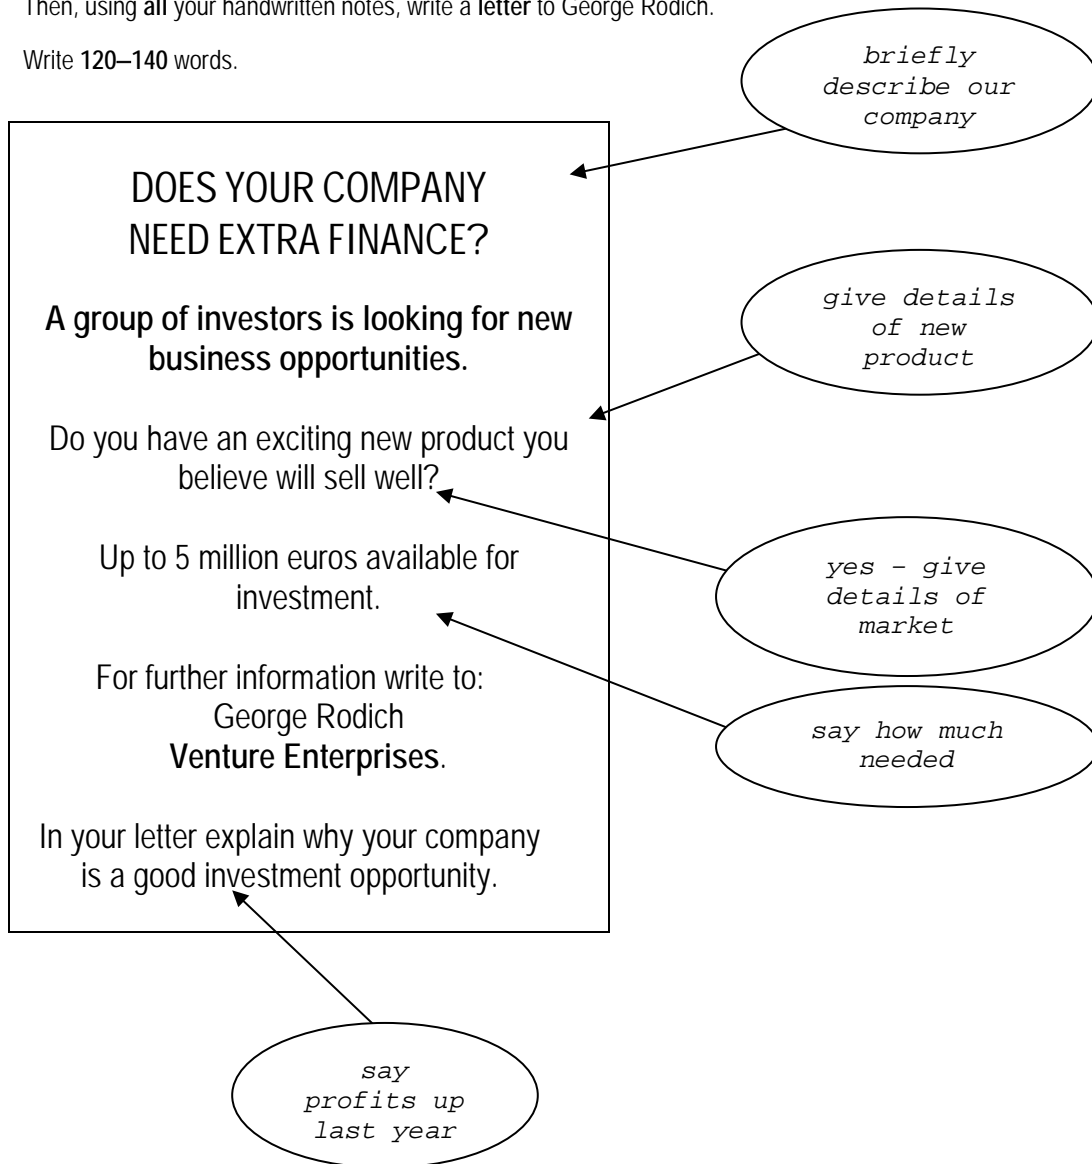 Then, using all your handwritten notes, write a letter to George Rodich.
Write 120–140 words.
briefly
describe our
company
DOES YOUR COMPANY
NEED EXTRA FINANCE?
A group of investors is looking for new
business opportunities.
give details
of new
product
Do you have an exciting new product you
believe will sell well?
yes – give
details of
market
Up to 5 million euros available for
investment.
say how much
needed
For further information write to:
George Rodich
Venture Enterprises.
In your letter explain why your company
is a good investment opportunity.
say
profits up
last year